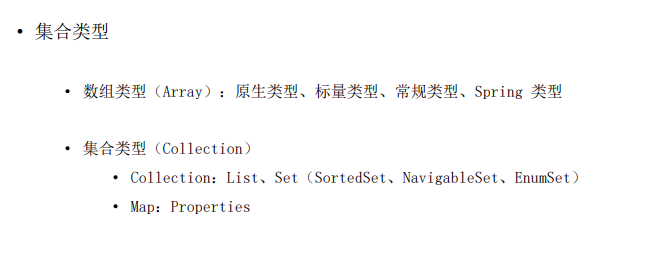 • 集合类型
• 数组类型（Array）：原生类型、标量类型、常规类型、Spring 类型
• 集合类型（Collection）
• Collection：List、Set（SortedSet、NavigableSet、EnumSet）
• Map：Properties